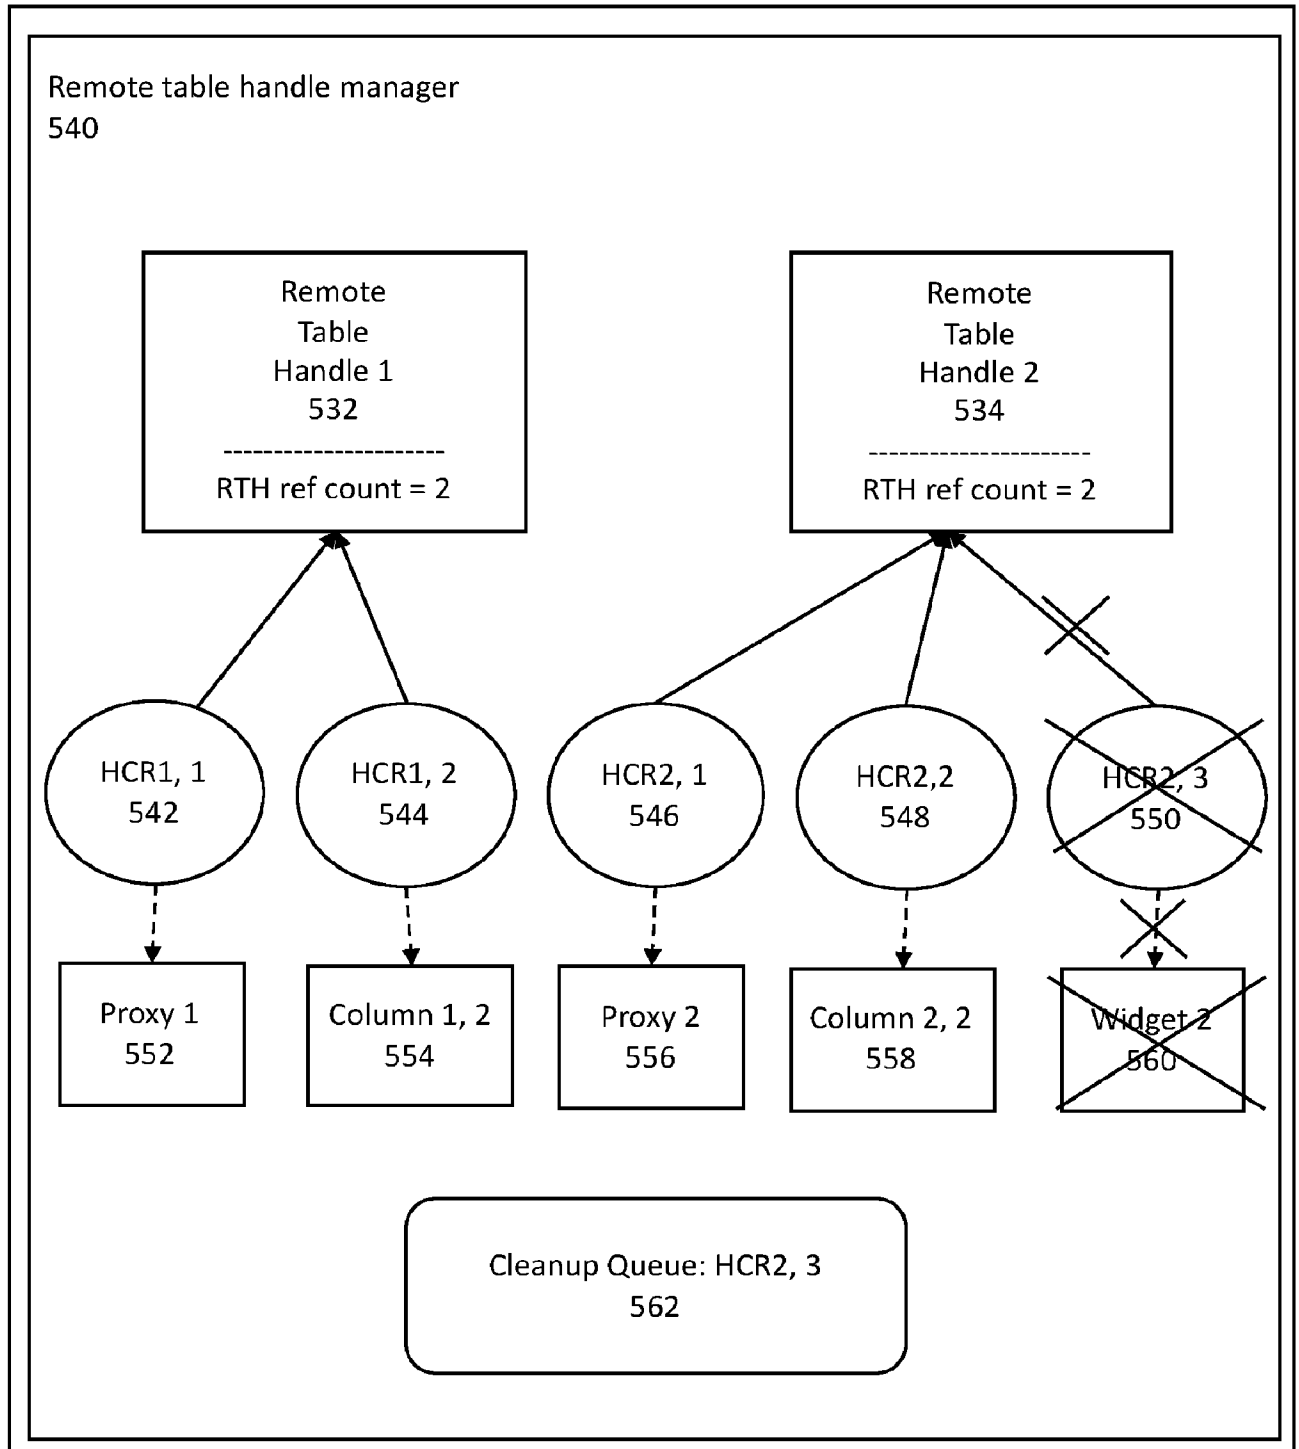 Remote table handle manager
540
Remote
Table
Handle 1
532
----------------------
RTH ref count = 2
Remote
Table
Handle 2
534
----------------------
RTH ref count = 2
HCR1, 1
542
HCR1, 2
544
HCR2, 1
546
HCR2,2
548
HCR2, 3
550
Proxy 1
552
Column 1, 2
554
Proxy 2
556
Column 2, 2
558
Widget 2
560
Cleanup Queue: HCR2, 3
562